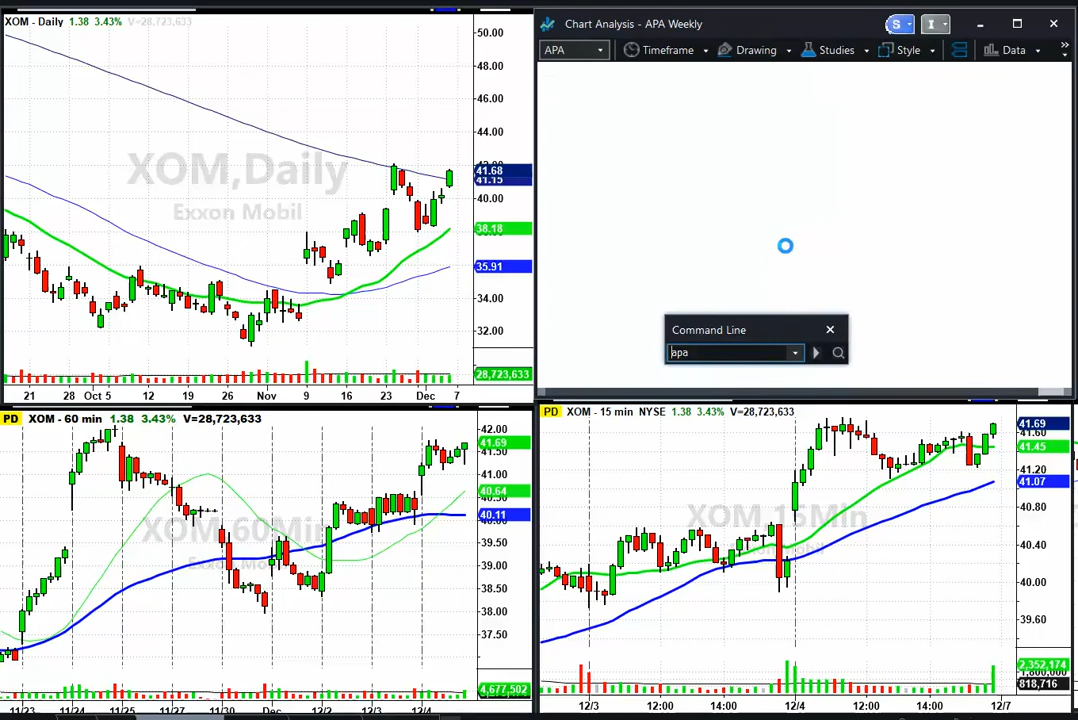 XOM - Daily 1.38 3.43% V=28,723,633
XOM,Daily
Exxon Mobil
50.00
48.00
46.00
44.00
42.00
41.68
41.15
40.00
38.18
35.91
34.00
32.00
28,723,633
21 28 Oct 5 12 19 26 Nov 9 16 23 Dec 7
Chart Analysis - APA Weekly
S I
APA Timeframe Drawing Studies Style Data
Command Line
apa
PD XOM - 60 min 1.38 3.43% V=28,723,633
XOM,60Min
42.00
41.69
41.50
41.00
40.64
40.11
39.50
39.00
38.50
38.00
37.50
4,677,502
11/23 11/24 11/25 11/27 11/30 Dec 12/2 12/3 12/4
PD XOM - 15 min NYSE 1.38 3.43% V=28,723,633
XOM,15Min
Exxon Mobil
41.69
41.60
41.45
41.20
41.07
40.80
40.40
40.00
39.60
2,352,174
818,716
12/3 12:00 14:00 12/4 12:00 14:00 12/7